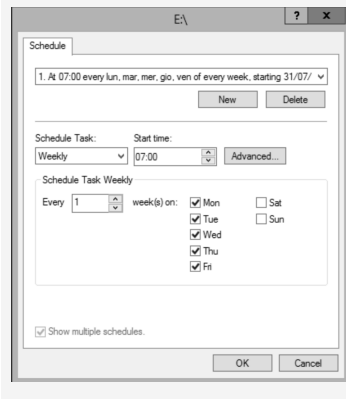 E:\ ? x
Schedule
1. At 07:00 every lun, mar, mer, gio, ven of every week, starting 31/07/
New Delete
Schedule Task: Start time:
Weekly 07:00 Advanced...
Schedule Task Weekly
Every 1 week(s) on: Mon Sat
Tue Sun
Wed
Thu
Fri
Show multiple schedules.
OK Cancel